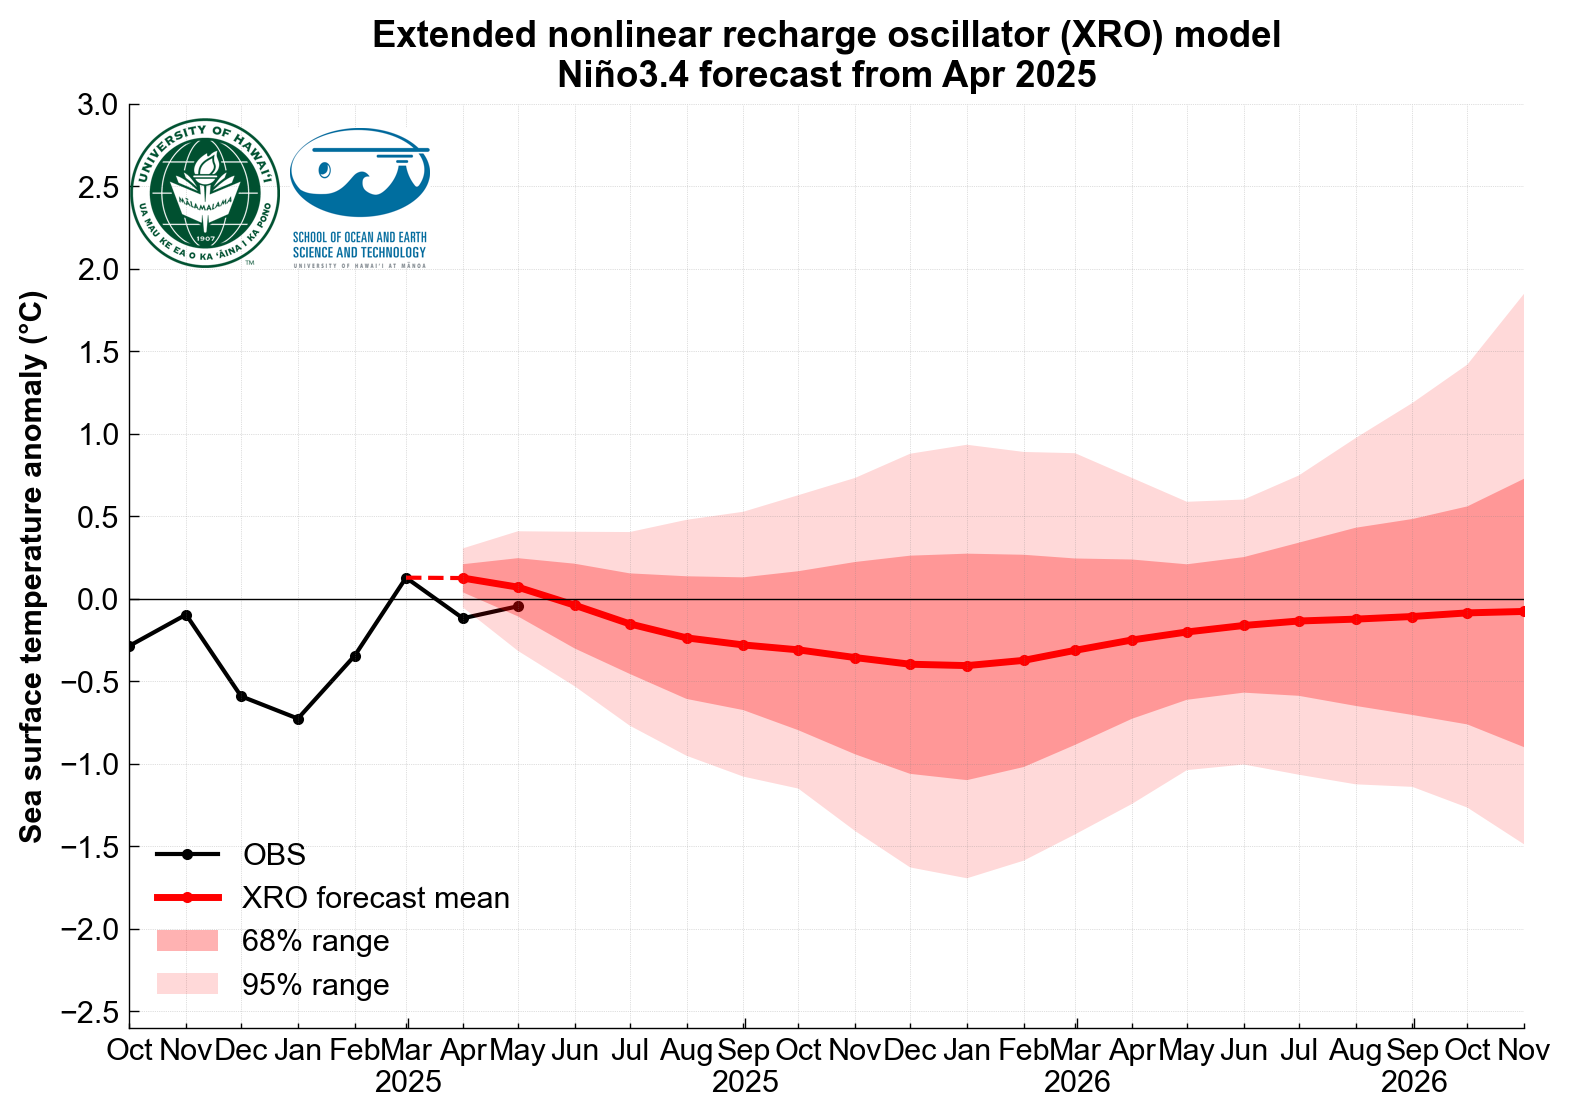 Extended nonlinear recharge oscillator (XRO) model
Niño3.4 forecast from Apr 2025
3.0
2.5
2.0
1.5
1.0
0.5
0.0
−0.5
−1.0
−1.5
−2.0
−2.5
Sea surface temperature anomaly (°C)
UNIVERSITY OF HAWAIʻI
MĀLAMALAMA
1907
UA MAU KE EA O KA ʻĀINA I KA PONO
TM
SCHOOL OF OCEAN AND EARTH
SCIENCE AND TECHNOLOGY
UNIVERSITY OF HAWAIʻI AT MĀNOA
OBS
XRO forecast mean
68% range
95% range
Oct Nov Dec Jan Feb Mar Apr May Jun Jul Aug Sep Oct Nov Dec Jan Feb Mar Apr May Jun Jul Aug Sep Oct Nov
2025 2025 2026 2026